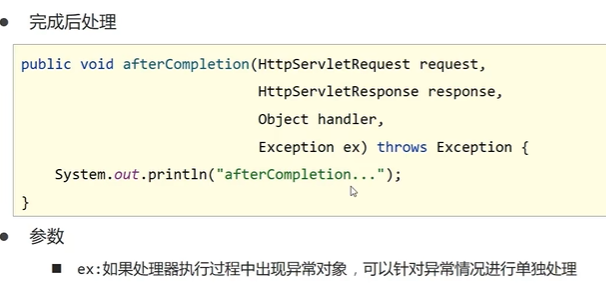 完成后处理
public void afterCompletion(HttpServletRequest request,
HttpServletResponse response,
Object handler,
Exception ex) throws Exception {
System.out.println("afterCompletion...");
}
参数
ex:如果处理器执行过程中出现异常对象，可以针对异常情况进行单独处理